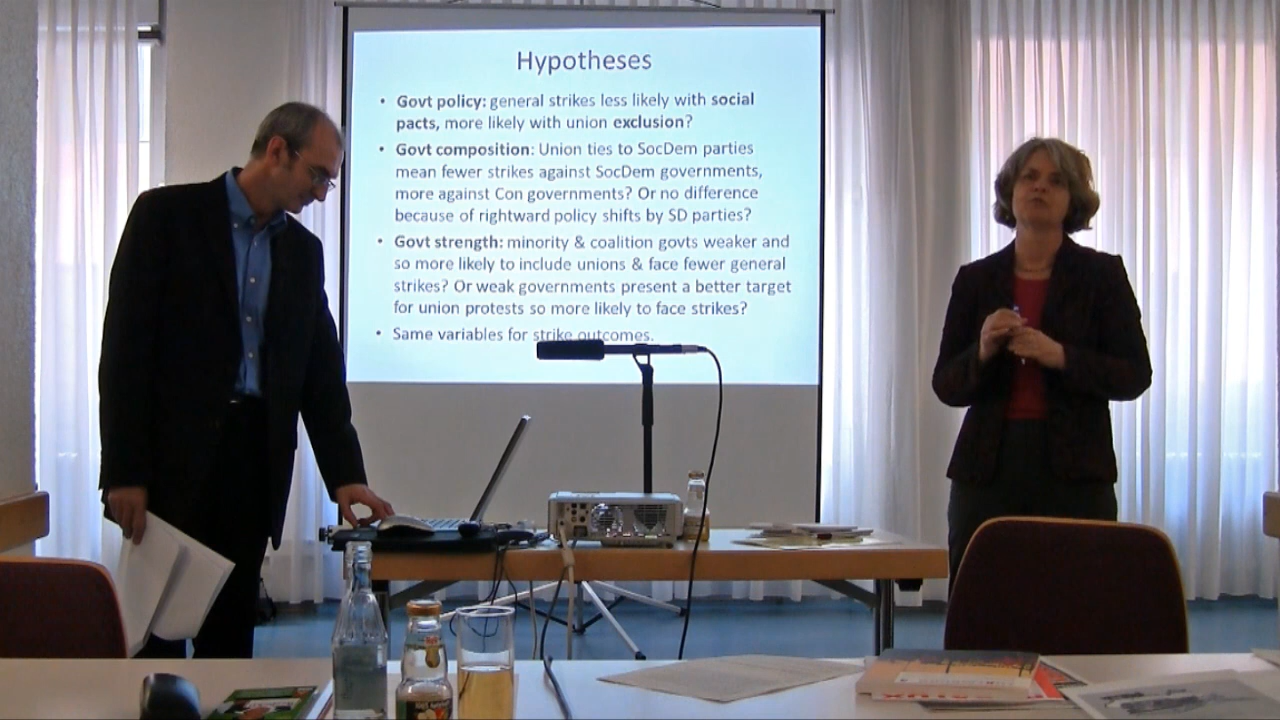 Hypotheses
• Govt policy: general strikes less likely with social
pacts, more likely with union exclusion?
• Govt composition: Union ties to SocDem parties
mean fewer strikes against SocDem governments,
more against Con governments? Or no difference
because of rightward policy shifts by SD parties?
• Govt strength: minority & coalition govts weaker and
so more likely to include unions & face fewer general
strikes? Or weak governments present a better target
for union protests so more likely to face strikes?
• Same variables for strike outcomes.